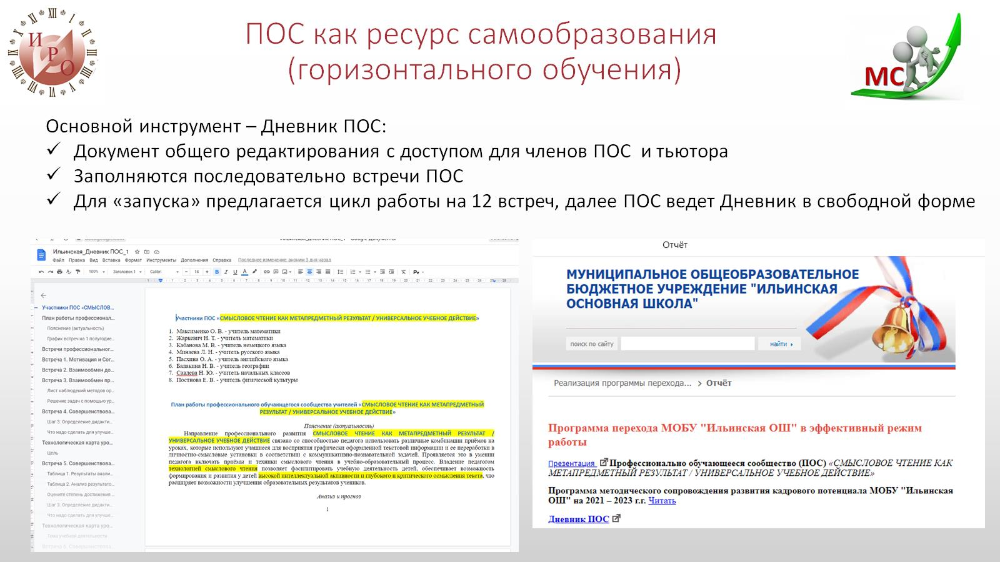 И
Р
О
ПОС как ресурс самообразования
(горизонтального обучения)
МС
Основной инструмент – Дневник ПОС:
Документ общего редактирования с доступом для членов ПОС и тьютора
Заполняются последовательно встречи ПОС
Для «запуска» предлагается цикл работы на 12 встреч, далее ПОС ведет Дневник в свободной форме
Ильинская_Дневник ПОС_1
Файл Правка Вид Вставка Формат Инструменты Дополнения Справка Последнее изменение: аноним 3 дня назад
100% Заголовок 1 Calibri 14
Участники ПОС «СМЫСЛОВ...
План работы профессионал...
Пояснение (актуальность)
График встреч на 1 полугодие...
Встречи профессиональног...
Встреча 1. Мотивация и Сог...
Встреча 2. Взаимообмен до...
Встреча 3. Взаимообмен пр...
Лист наблюдений методов ор...
Решение задач с помощью ур...
Встреча 4. Совершенствова...
Шаг 3. Определение дидакти...
Что надо сделать для улучше...
Технологическая карта уро...
Цель
Встреча 5. Совершенствова...
Таблица 1. Результаты анали...
Таблица 2. Анализ результато...
Оцените степень достижения ...
Шаг 3. Определение дидакти...
Что надо сделать для улучше...
Технологическая карта уро...
Тема учебной деятельности
Встреча 6. Совершенствова...
Участники ПОС «СМЫСЛОВОЕ ЧТЕНИЕ КАК МЕТАПРЕДМЕТНЫЙ РЕЗУЛЬТАТ / УНИВЕРСАЛЬНОЕ УЧЕБНОЕ ДЕЙСТВИЕ»
1. Максименко О. В. - учитель математики
2. Жаркевич Н. Т. - учитель математики
3. Кабанова М. В. - учитель немецкого языка
4. Минаева Л. Н. - учитель русского языка
5. Пасхина О. А. - учитель английского языка
6. Балакина Н. В. - учитель географии
7. Савлева Н. Ю. - учитель начальных классов
8. Постнова Е. В. - учитель физической культуры
План работы профессионального обучающегося сообщества учителей «СМЫСЛОВОЕ ЧТЕНИЕ КАК МЕТАПРЕДМЕТНЫЙ
РЕЗУЛЬТАТ / УНИВЕРСАЛЬНОЕ УЧЕБНОЕ ДЕЙСТВИЕ»
Пояснение (актуальность)
Направление профессионального развития СМЫСЛОВОЕ ЧТЕНИЕ КАК МЕТАПРЕДМЕТНЫЙ РЕЗУЛЬТАТ /
УНИВЕРСАЛЬНОЕ УЧЕБНОЕ ДЕЙСТВИЕ связано со способностью педагога использовать различные комбинации приёмов на
уроках, которые используют учащиеся для восприятия графически оформленной текстовой информации и ее переработки в
личностно-смысловые установки в соответствии с коммуникативно-познавательной задачей. Проявляется это в умении
педагога включать приёмы и техники смыслового чтения в учебно-образовательный процесс. Владение педагогом
технологией смыслового чтения позволяет фасилитировать учебную деятельность детей, обеспечивает возможность
формирования и развития у детей высокой интеллектуальной активности и глубокого и критического осмысления текста, что
расширяет возможности улучшения образовательных результатов учеников.
Анализ и прогноз
1
Отчёт
МУНИЦИПАЛЬНОЕ ОБЩЕОБРАЗОВАТЕЛЬНОЕ
БЮДЖЕТНОЕ УЧРЕЖДЕНИЕ "ИЛЬИНСКАЯ
ОСНОВНАЯ ШКОЛА"
поиск по сайту найти
Реализация программы перехода... > Отчёт
Программа перехода МОБУ "Ильинская ОШ" в эффективный режим
работы
Презентация Профессионально обучающееся сообщество (ПОС) «СМЫСЛОВОЕ ЧТЕНИЕ КАК
МЕТАПРЕДМЕТНЫЙ РЕЗУЛЬТАТ / УНИВЕРСАЛЬНОЕ УЧЕБНОЕ ДЕЙСТВИЕ»
Программа методического сопровождения развития кадрового потенциала МОБУ "Ильинская
ОШ" на 2021 – 2023 г.г. Читать
Дневник ПОС